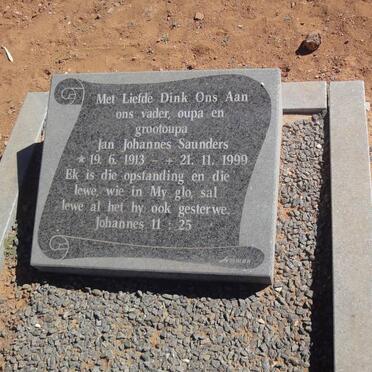 Met Liefde Dink Ons Aan
ons vader, oupa en
grootoupa
Jan Johannes Saunders
* 19. 6. 1913 - + 21. 11. 1999
Ek is die opstanding en die
lewe, wie in My glo, sal
lewe al het hy ook gesterwe.
Johannes 11 : 25